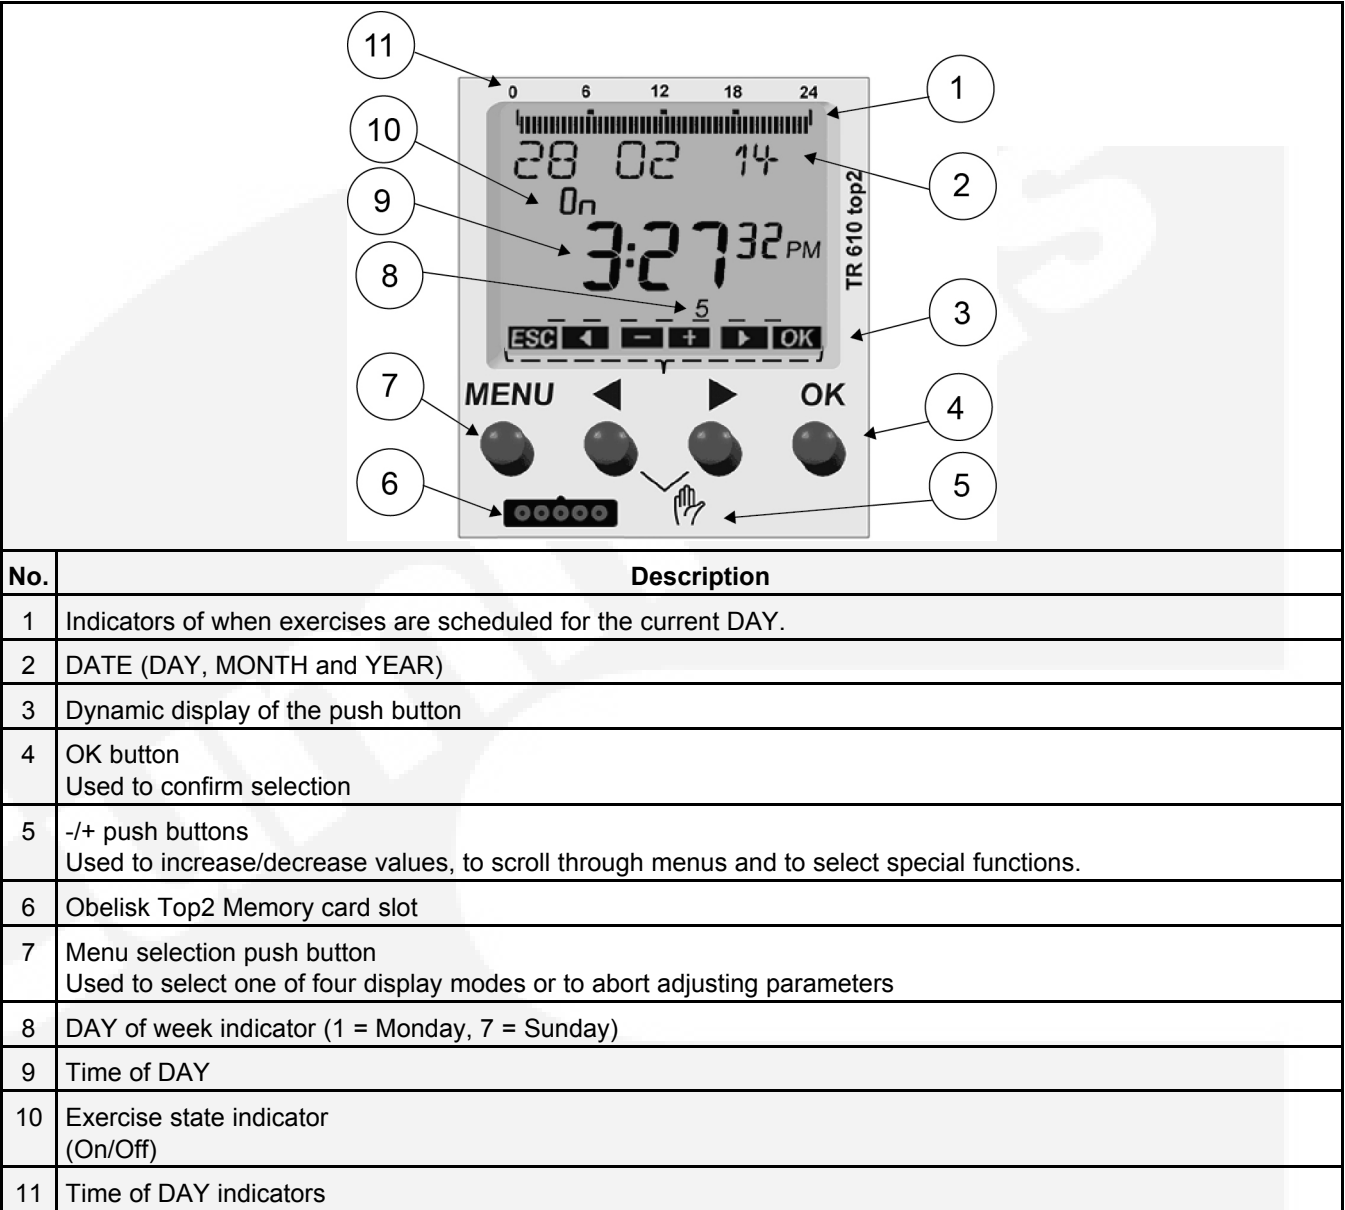 11
0 6 12 18 24
1
10
28 02 14
2
On
9
3:27 32 PM
TR 610 top2
8
5
3
ESC ◄ − + ► OK
7
MENU ◄ ► OK
4
6
5
No. Description
1 Indicators of when exercises are scheduled for the current DAY.
2 DATE (DAY, MONTH and YEAR)
3 Dynamic display of the push button
4 OK button
Used to confirm selection
5 -/+ push buttons
Used to increase/decrease values, to scroll through menus and to select special functions.
6 Obelisk Top2 Memory card slot
7 Menu selection push button
Used to select one of four display modes or to abort adjusting parameters
8 DAY of week indicator (1 = Monday, 7 = Sunday)
9 Time of DAY
10 Exercise state indicator
(On/Off)
11 Time of DAY indicators